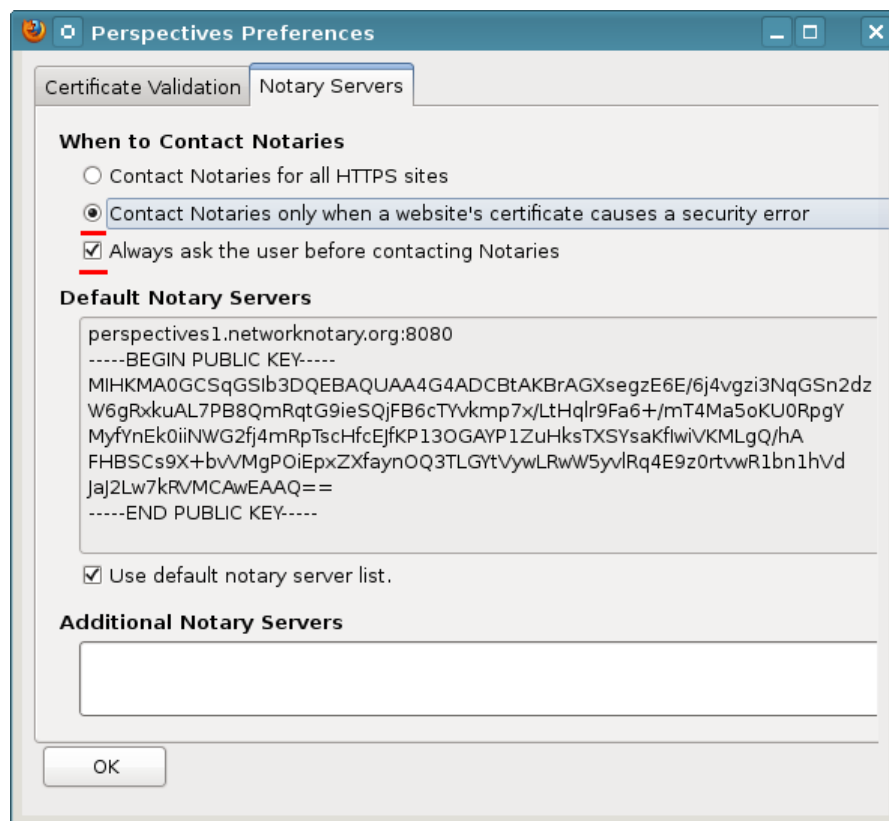 Perspectives Preferences
Certificate Validation
Notary Servers
When to Contact Notaries
Contact Notaries for all HTTPS sites
Contact Notaries only when a website's certificate causes a security error
Always ask the user before contacting Notaries
Default Notary Servers
perspectives1.networknotary.org:8080
-----BEGIN PUBLIC KEY-----
MIHKMA0GCSqGSIb3DQEBAQUAA4G4ADCBtAKBrAGXsegzE6E/6j4vgzi3NqGSn2dz
W6gRxkuAL7PB8QmRqtG9ieSQjFB6cTYvkmp7x/LtHqlr9Fa6+/mT4Ma5oKU0RpgY
MyfYnEk0iiNWG2fj4mRpTscHfcEJfKP13OGAYP1ZuHksTXSYsaKfIwiVKMLgQ/hA
FHBSCs9X+bvVMgPOiEpxZXfaynOQ3TLGYtVywLRwW5yvlRq4E9z0rtvwR1bn1hVd
JaJ2Lw7kRVMCAwEAAQ==
-----END PUBLIC KEY-----
Use default notary server list.
Additional Notary Servers
OK